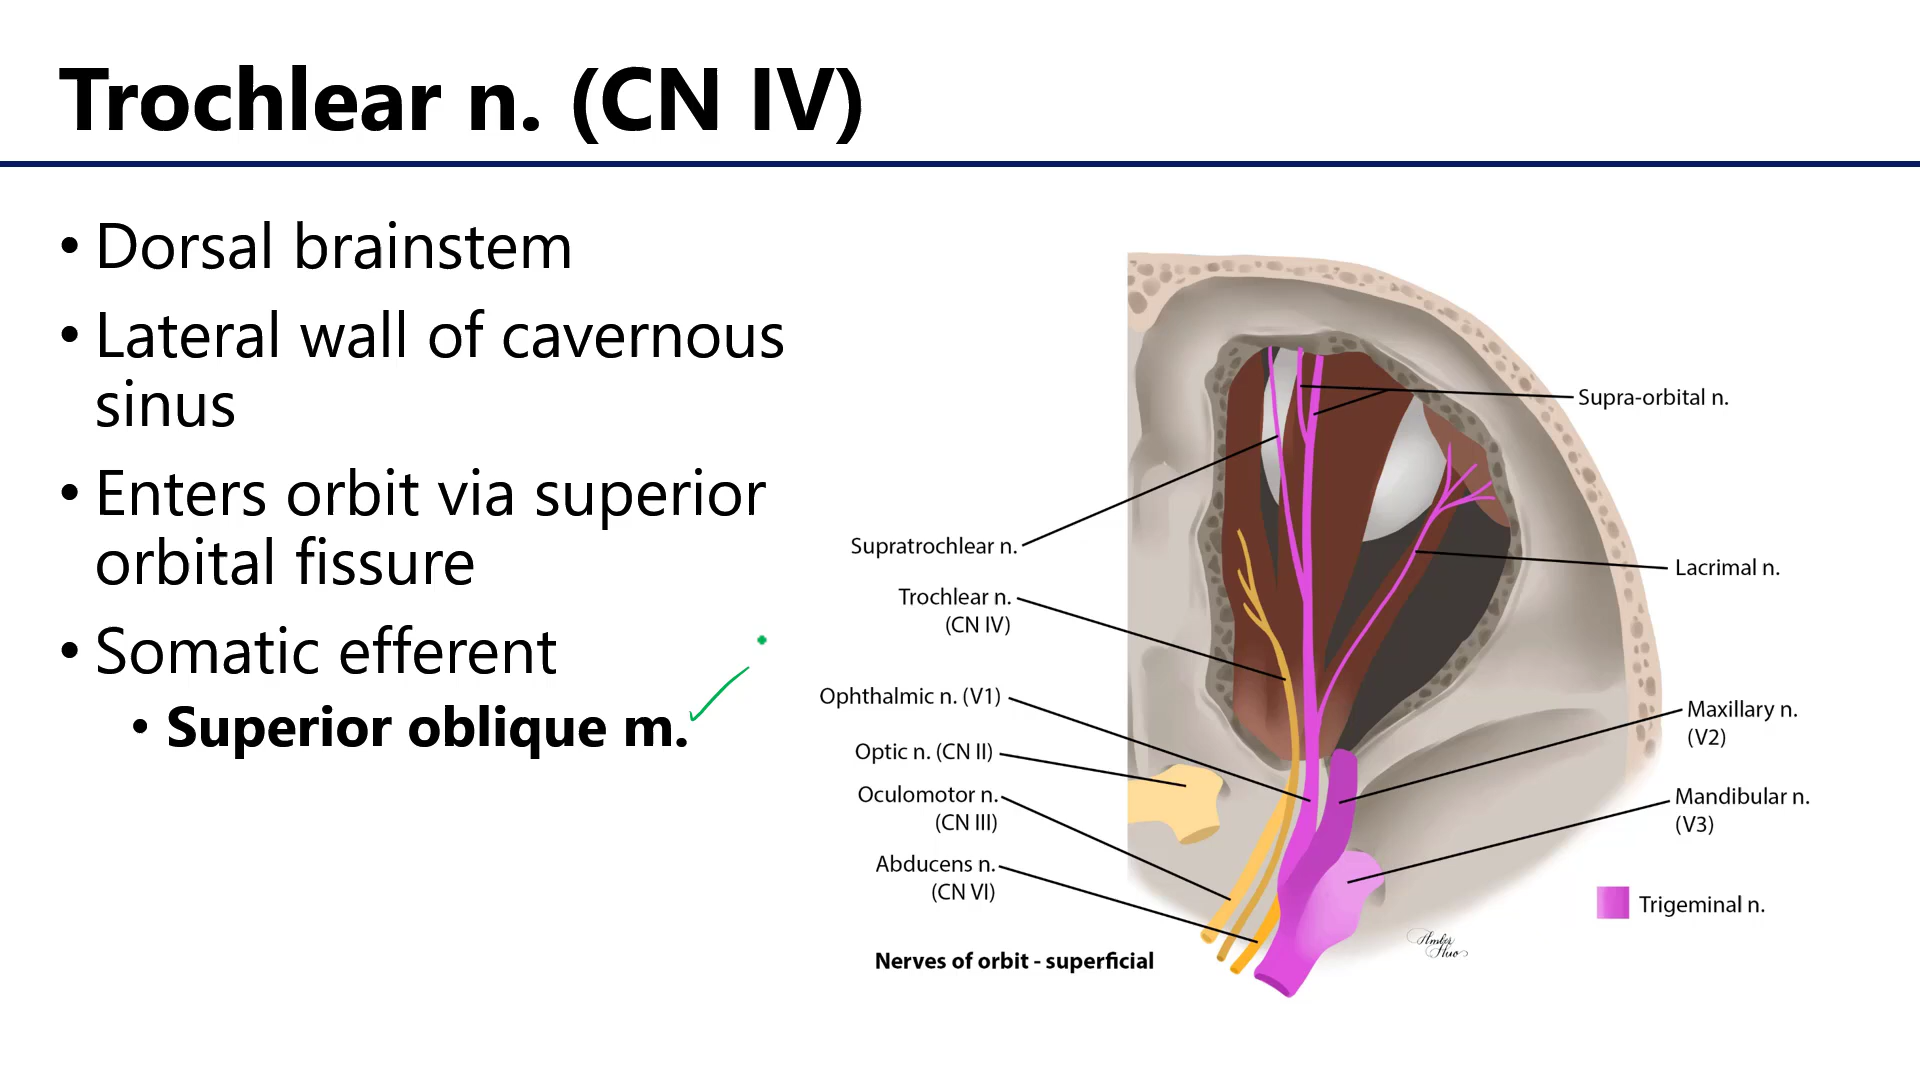 Trochlear n. (CN IV)
• Dorsal brainstem
• Lateral wall of cavernous
sinus
• Enters orbit via superior
orbital fissure
• Somatic efferent
• Superior oblique m.
Supra-orbital n.
Supratrochlear n.
Lacrimal n.
Trochlear n.
(CN IV)
Ophthalmic n. (V1)
Maxillary n.
(V2)
Optic n. (CN II)
Oculomotor n.
(CN III)
Mandibular n.
(V3)
Abducens n.
(CN VI)
Trigeminal n.
Amber
Huo
Nerves of orbit - superficial